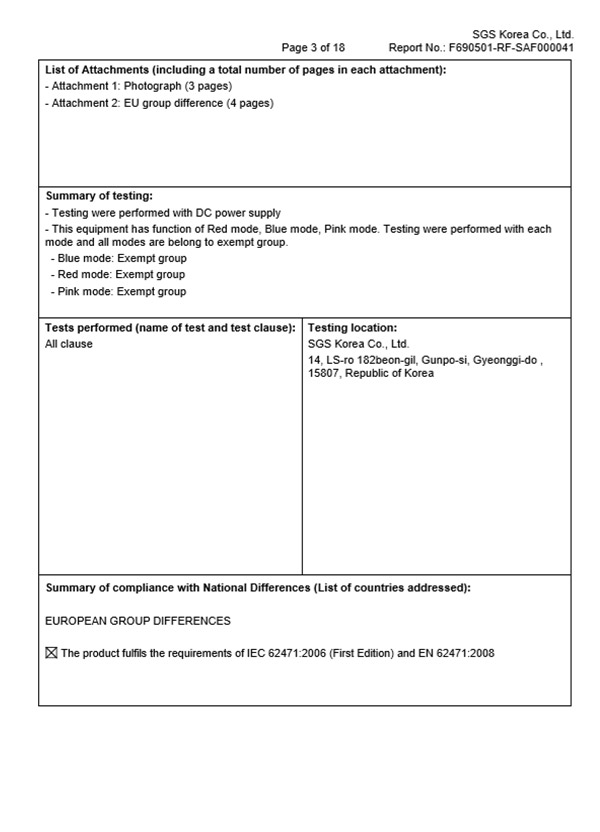 SGS Korea Co., Ltd.
Page 3 of 18 Report No.: F690501-RF-SAF000041
List of Attachments (including a total number of pages in each attachment):
- Attachment 1: Photograph (3 pages)
- Attachment 2: EU group difference (4 pages)
Summary of testing:
- Testing were performed with DC power supply
- This equipment has function of Red mode, Blue mode, Pink mode. Testing were performed with each
mode and all modes are belong to exempt group.
- Blue mode: Exempt group
- Red mode: Exempt group
- Pink mode: Exempt group
Tests performed (name of test and test clause):
All clause
Testing location:
SGS Korea Co., Ltd.
14, LS-ro 182beon-gil, Gunpo-si, Gyeonggi-do ,
15807, Republic of Korea
Summary of compliance with National Differences (List of countries addressed):
EUROPEAN GROUP DIFFERENCES
☒ The product fulfils the requirements of IEC 62471:2006 (First Edition) and EN 62471:2008